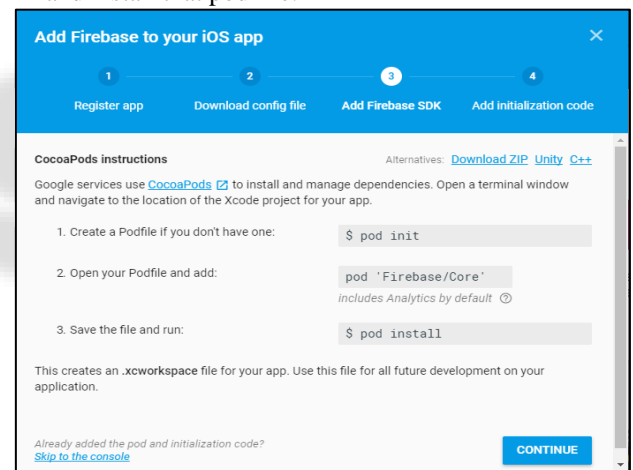 Add Firebase to your iOS app
1 2 3 4
Register app Download config file Add Firebase SDK Add initialization code
CocoaPods instructions Alternatives: Download ZIP Unity C++
Google services use CocoaPods to install and manage dependencies. Open a terminal window
and navigate to the location of the Xcode project for your app.
1. Create a Podfile if you don't have one: $ pod init
2. Open your Podfile and add: pod 'Firebase/Core'
includes Analytics by default ?
3. Save the file and run: $ pod install
This creates an .xcworkspace file for your app. Use this file for all future development on your
application.
Already added the pod and initialization code?
Skip to the console CONTINUE